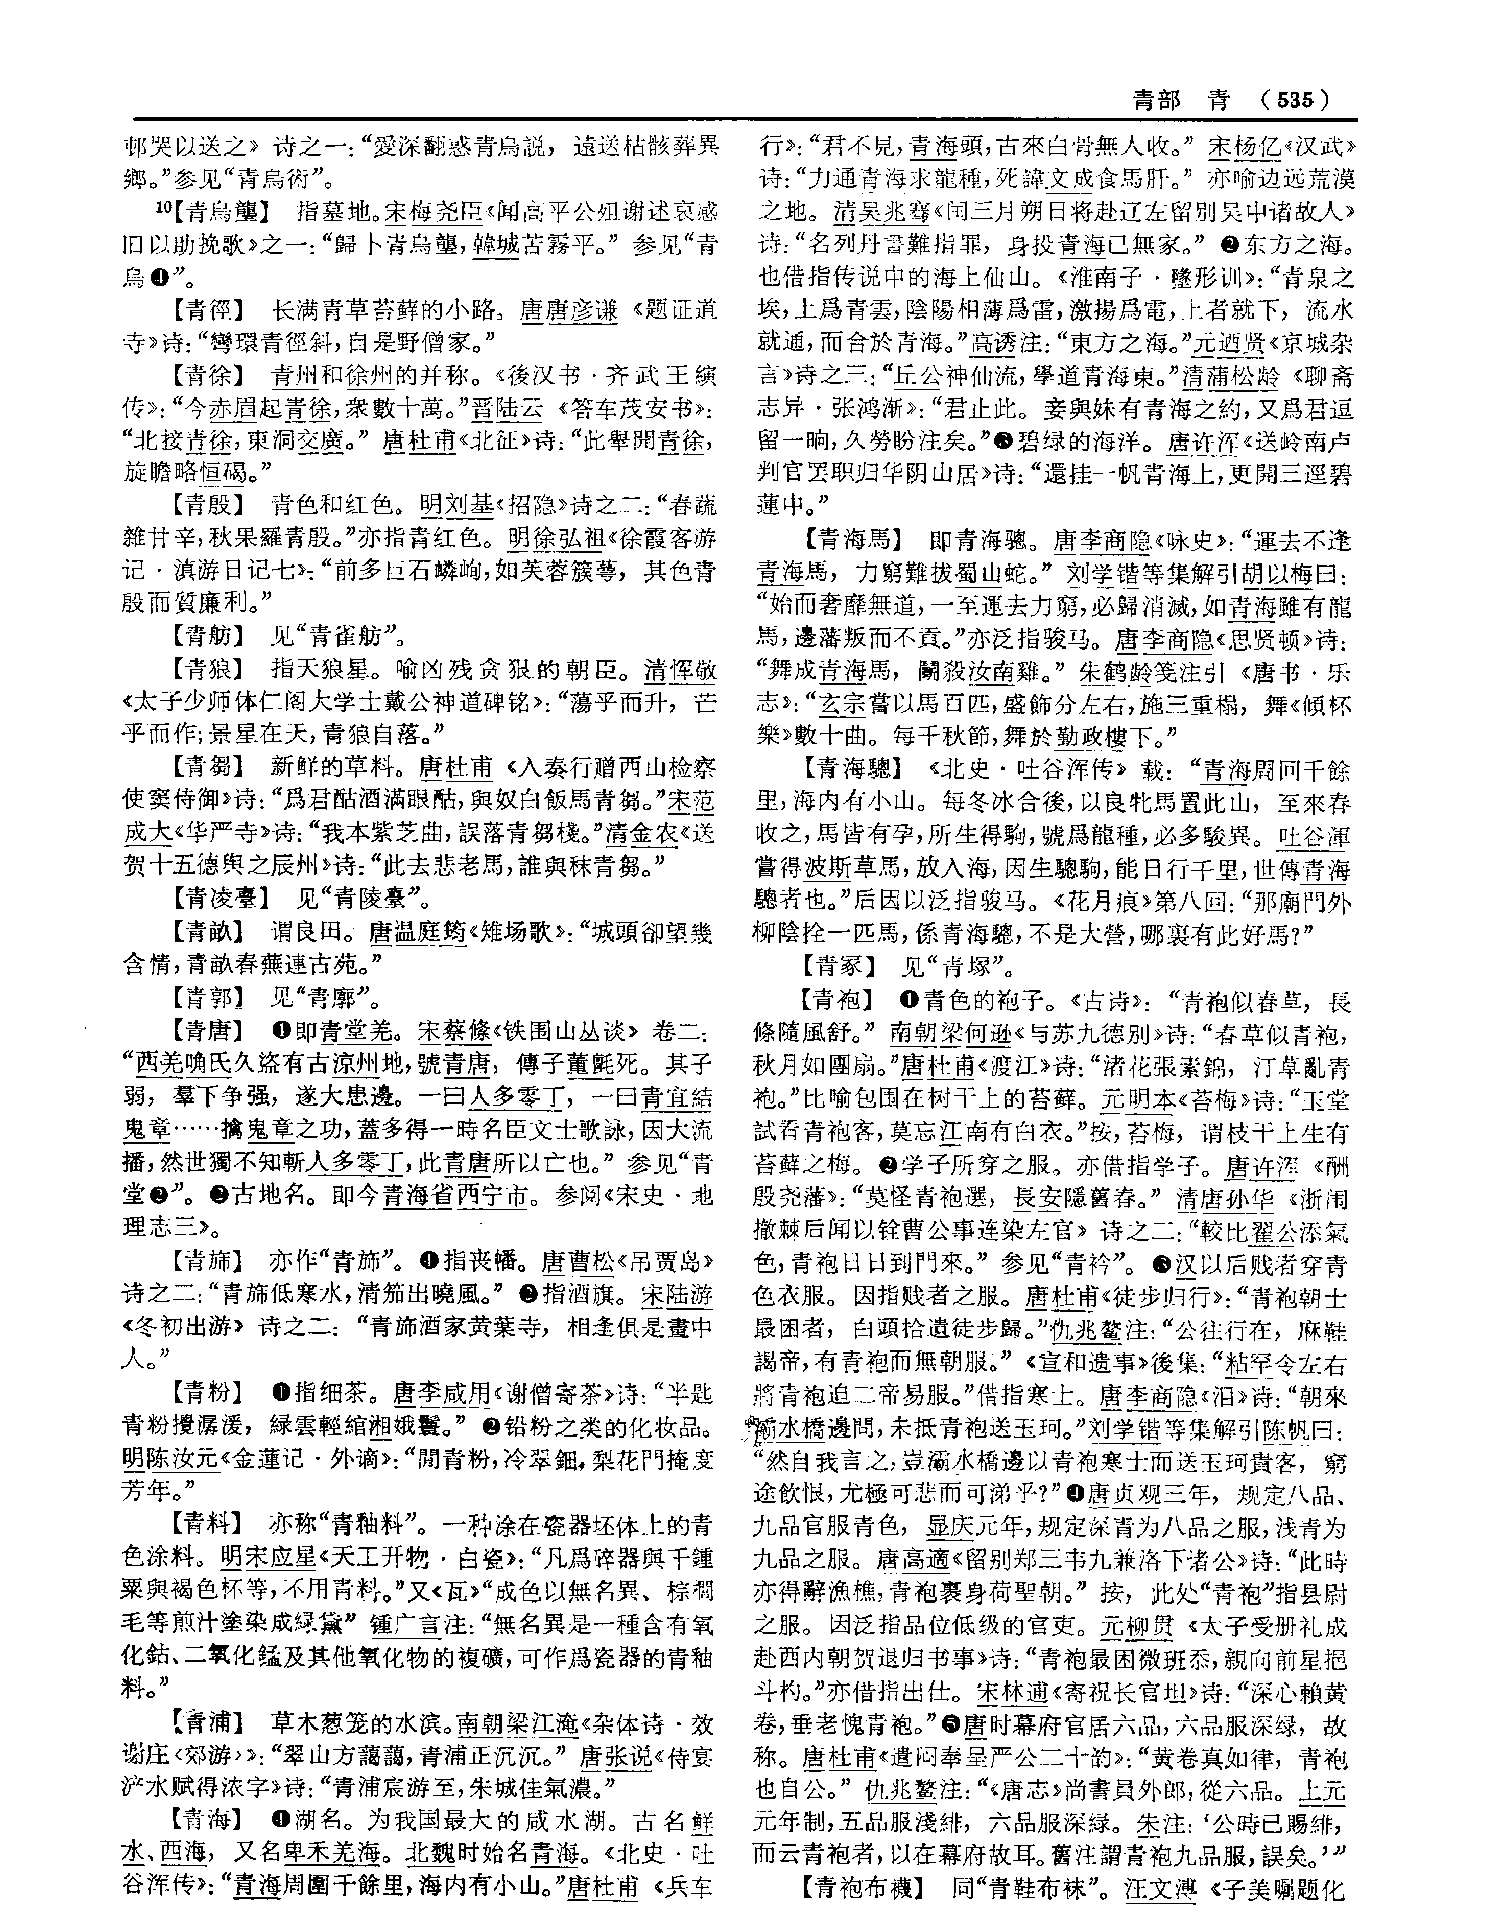 青部 青 （535）
邨哭以送之》 诗之一：“愛深翻惑青烏説， 遠送枯骸葬異
鄉。”参见“青烏術”。
10【青烏壟】 指墓地。宋梅尧臣《闻高平公殂谢述哀感
旧以助挽歌》之一：“歸卜青烏壟，韓城苦霧平。” 参见“青
烏❹”。
【青徑】 长满青草苔藓的小路。唐唐彦谦《题证道
寺》诗：“彎環青徑斜，自是野僧家。”
【青徐】 青州和徐州的并称。《後汉书·齐武王縯
传》：“今赤眉起青徐，衆數十萬。”晋陆云《答车茂安书》：
“北接青徐，東洞交廣。” 唐杜甫《北征》诗：“此舉開青徐，
旋瞻略恒碣。”
【青殷】 青色和红色。明刘基《招隐》诗之二：“春蔬
雜甘辛，秋果羅青殷。”亦指青红色。明徐弘祖《徐霞客游
记·滇游日记七》：“前多巨石嶙峋，如芙蓉簇萼， 其色青
殷而質廉利。”
【青舫】 见“青雀舫”。
【青狼】 指天狼星。喻凶残贪狠的朝臣。清恽敬
《太子少师体仁阁大学士戴公神道碑铭》：“蕩乎而升， 芒
乎而作；景星在天，青狼自落。”
【青芻】 新鲜的草料。唐杜甫《入奏行赠西山检察
使窦侍御》诗：“爲君酤酒滿眼酤，與奴白飯馬青芻。”宋范
成大《华严寺》诗：“我本紫芝曲，誤落青芻棧。”清金农《送
贺十五德舆之辰州》诗：“此去悲老馬，誰與秣青芻。”
【青凌臺】 见“青陵臺”。
【青畝】 谓良田。唐温庭筠《雉场歌》：“城頭卻望幾
含情，青畝春蕪連古苑。”
【青郭】 见“青廓”。
【青唐】 ❶即青堂羌。宋蔡絛《铁围山丛谈》卷二：
“西羌唃氏久盜有古涼州地，號青唐， 傳子董氈死。其子
弱， 羣下争强， 遂大患邊。一曰人多零丁， 一曰青宜結
鬼章……擒鬼章之功，蓋多得一時名臣文士歌詠，因大流
播，然世獨不知斬人多零丁，此青唐所以亡也。” 参见“青
堂❷”。❷古地名。即今青海省西宁市。参阅《宋史·地
理志三》。
【青斾】 亦作“青旆”。❶指丧幡。唐曹松《吊贾岛》
诗之二：“青旆低寒水，清笳出曉風。” ❷指酒旗。宋陆游
《冬初出游》 诗之二： “青旆酒家黄葉寺， 相逢俱是畫中
人。”
【青粉】 ❶指细茶。唐李咸用《谢僧寄茶》诗：“半匙
青粉攪潺湲，緑雲輕綰湘娥鬟。” ❷铅粉之类的化妆品。
明陈汝元《金蓮记·外谪》：“閒青粉，冷翠鈿，梨花門掩度
芳年。”
【青料】 亦称“青釉料”。一种涂在瓷器坯体上的青
色涂料。明宋应星《天工开物·白瓷》：“凡爲碎器與千鍾
粟與褐色杯等，不用青料。”又《瓦》“成色以無名異、棕櫚
毛等煎汁塗染成緑黛” 锺广言注：“無名異是一種含有氧
化鈷、二氧化錳及其他氧化物的複礦，可作爲瓷器的青釉
料。”
【青浦】 草木葱笼的水滨。南朝梁江淹《杂体诗·效
谢庄〈郊游〉》：“翠山方藹藹，青浦正沉沉。” 唐张说《侍宴
浐水赋得浓字》诗：“青浦宸游至，朱城佳氣濃。”
【青海】 ❶湖名。为我国最大的咸水湖。古名鲜
水、西海， 又名卑禾羌海。北魏时始名青海。《北史·吐
谷浑传》：“青海周圍千餘里，海内有小山。”唐杜甫《兵车
行》：“君不見，青海頭，古來白骨無人收。” 宋杨亿《汉武》
诗：“力通青海求龍種，死諱文成食馬肝。” 亦喻边远荒漠
之地。清吴兆骞《闰三月朔日将赴辽左留别吴中诸故人》
诗：“名列丹書難指罪， 身投青海已無家。” ❷东方之海。
也借指传说中的海上仙山。《淮南子·墬形训》：“青泉之
埃，上爲青雲，陰陽相薄爲雷，激揚爲電，上者就下， 流水
就通，而合於青海。”高诱注：“東方之海。”元迺贤《京城杂
言》诗之三：“丘公神仙流，學道青海東。”清蒲松龄《聊斋
志异·张鸿渐》：“君止此。妾與妹有青海之約，又爲君逗
留一晌，久勞盼注矣。”❸碧绿的海洋。唐许浑《送岭南卢
判官罢职归华阴山居》诗：“還挂一帆青海上，更開三逕碧
蓮中。”
【青海馬】 即青海驄。唐李商隐《咏史》：“運去不逢
青海馬， 力窮難拔蜀山蛇。” 刘学锴等集解引胡以梅曰：
“始而奢靡無道，一至運去力窮，必歸消滅，如青海雖有龍
馬，邊藩叛而不貢。”亦泛指骏马。唐李商隐《思贤顿》诗：
“舞成青海馬， 鬭殺汝南雞。” 朱鹤龄笺注引《唐书·乐
志》：“玄宗嘗以馬百匹，盛飾分左右，施三重榻， 舞《傾杯
樂》數十曲。每千秋節，舞於勤政樓下。”
【青海驄】 《北史·吐谷浑传》 载： “青海周回千餘
里，海内有小山。每冬冰合後，以良牝馬置此山， 至來春
收之，馬皆有孕，所生得駒，號爲龍種，必多駿異。吐谷渾
嘗得波斯草馬，放入海，因生驄駒，能日行千里，世傳青海
驄者也。”后因以泛指骏马。《花月痕》第八回：“那廟門外
柳陰拴一匹馬，係青海驄，不是大營，哪裏有此好馬？”
【青冢】 见“青塚”。
【青袍】 ❶青色的袍子。《古诗》：“青袍似春草， 長
條隨風舒。” 南朝梁何逊《与苏九德别》诗：“春草似青袍，
秋月如團扇。”唐杜甫《渡江》诗：“渚花張素錦， 汀草亂青
袍。”比喻包围在树干上的苔藓。元明本《苔梅》诗：“玉堂
試看青袍客，莫忘江南有白衣。”按，苔梅， 谓枝干上生有
苔藓之梅。❷学子所穿之服。亦借指学子。唐许浑《酬
殷尧藩》：“莫怪青袍選， 長安隱舊春。” 清唐孙华《浙闱
撤棘后闻以铨曹公事连染左官》 诗之二：“較比翟公添氣
色，青袍日日到門來。” 参见“青衿”。❸汉以后贱者穿青
色衣服。因指贱者之服。唐杜甫《徒步归行》：“青袍朝士
最困者， 白頭拾遺徒步歸。”仇兆鳌注：“公往行在， 麻鞋
謁帝，有青袍而無朝服。” 《宣和遗事》後集：“粘罕令左右
將青袍迫二帝易服。”借指寒士。唐李商隐《泪》诗：“朝來
灞水橋邊問，未抵青袍送玉珂。”刘学锴等集解引陈帆曰：
“然自我言之，豈灞水橋邊以青袍寒士而送玉珂貴客， 窮
途飲恨，尤極可悲而可涕乎？”❹唐贞观三年， 规定八品、
九品官服青色， 显庆元年，规定深青为八品之服，浅青为
九品之服。唐高適《留别郑三韦九兼洛下诸公》诗：“此時
亦得辭漁樵，青袍裹身荷聖朝。” 按， 此处“青袍”指县尉
之服。因泛指品位低级的官吏。元柳贯《太子受册礼成
赴西内朝贺退归书事》诗：“青袍最困微班忝，親向前星挹
斗杓。”亦借指出仕。宋林逋《寄祝长官坦》诗：“深心賴黄
卷，垂老愧青袍。”❺唐时幕府官居六品，六品服深绿， 故
称。唐杜甫《遣闷奉呈严公二十韵》：“黄卷真如律， 青袍
也自公。” 仇兆鳌注：“《唐志》尚書員外郎，從六品。上元
元年制，五品服淺緋， 六品服深緑。朱注：‘公時已賜緋，
而云青袍者，以在幕府故耳。舊注謂青袍九品服，誤矣。’”
【青袍布襪】 同“青鞋布袜”。汪文溥《子美嘱题化